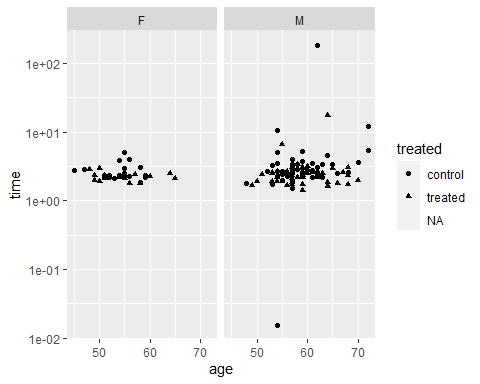 F
M
1e+02
1e+01
1e+00
1e-01
1e-02
time
50
60
70
50
60
70
age
treated
control
treated
NA